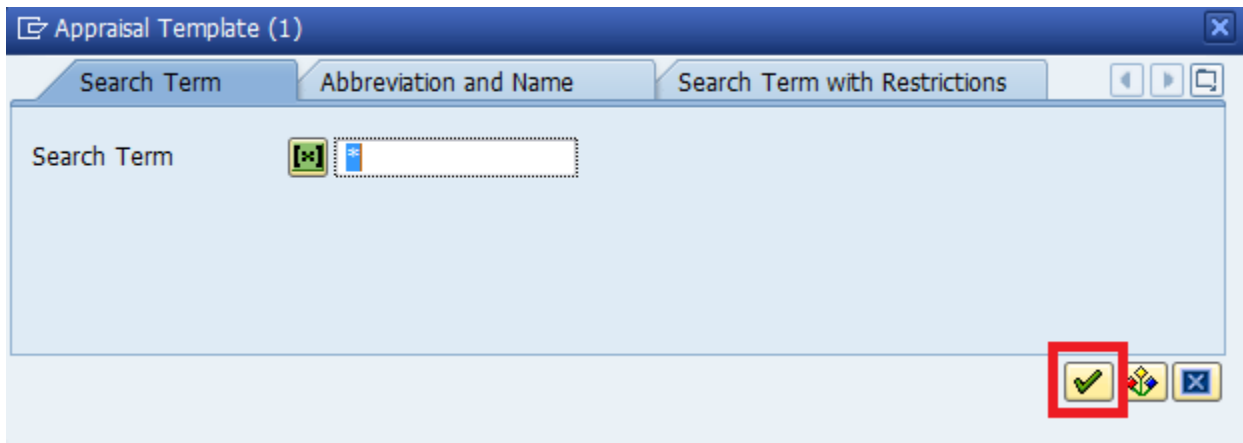 Appraisal Template (1)
Search Term Abbreviation and Name Search Term with Restrictions
Search Term *